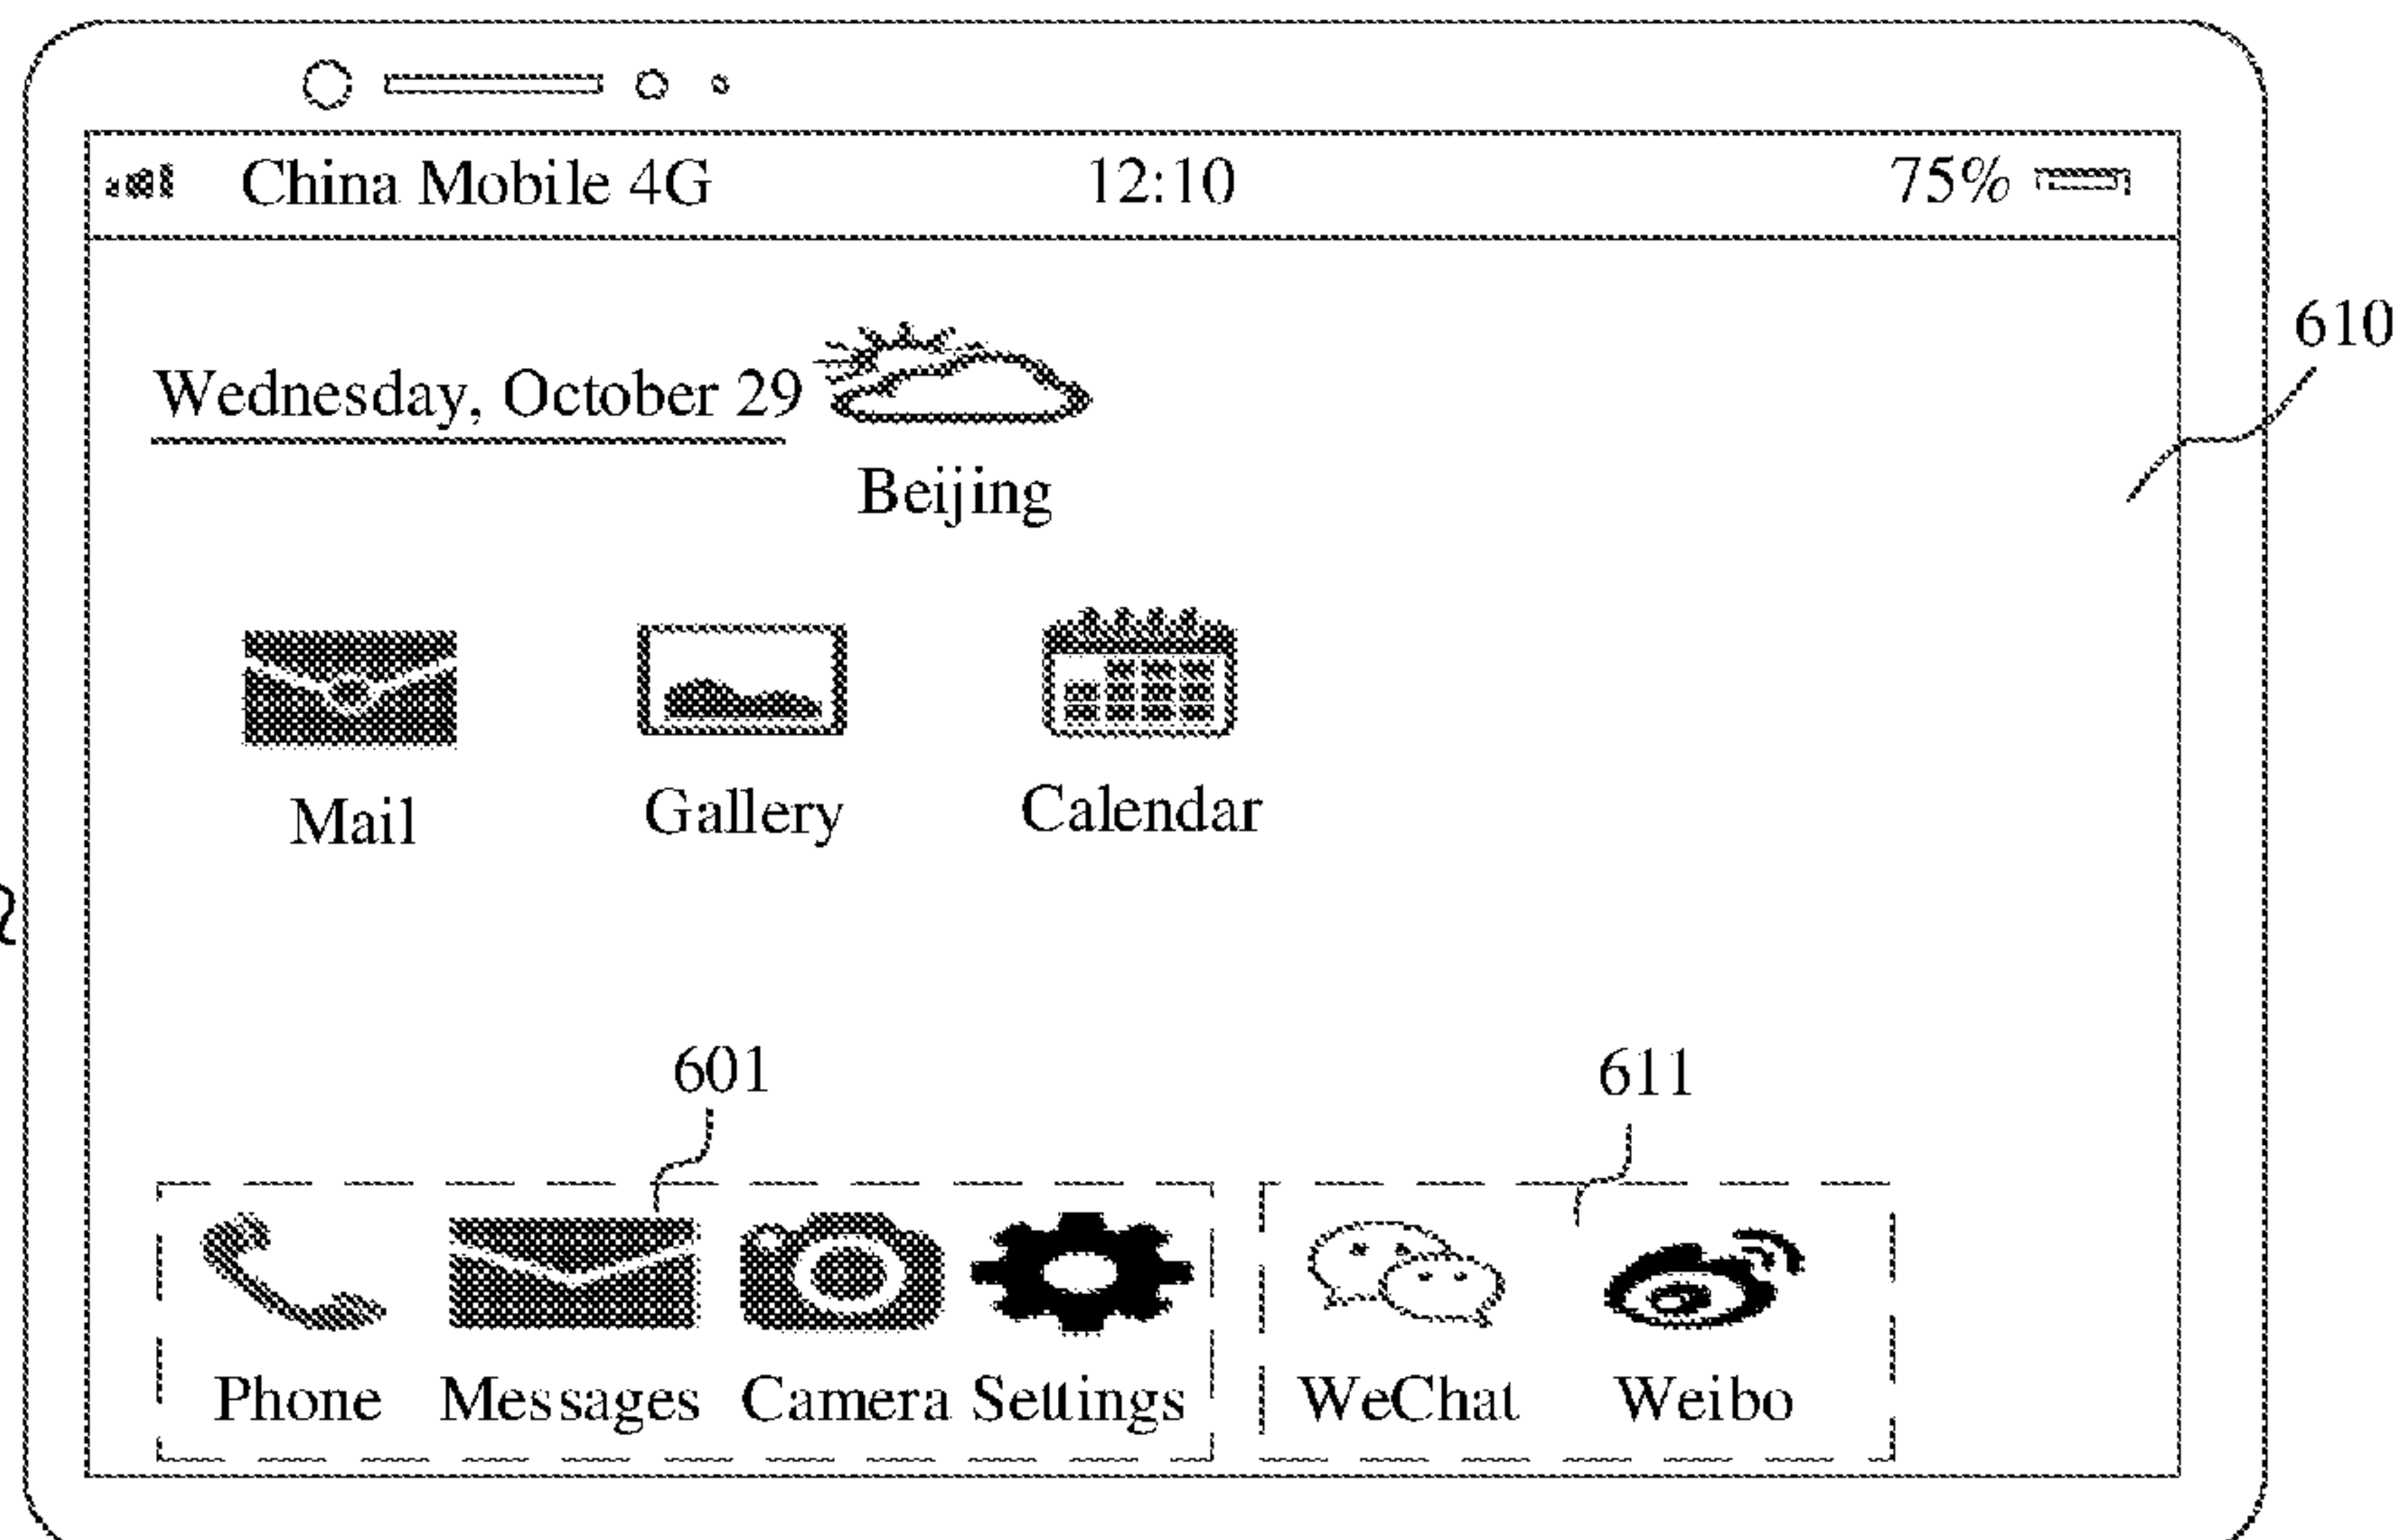 China Mobile 4G 12:10 75%
610
Wednesday, October 29
Beijing
Mail Gallery Calendar
601 611
Phone Messages Camera Settings WeChat Weibo